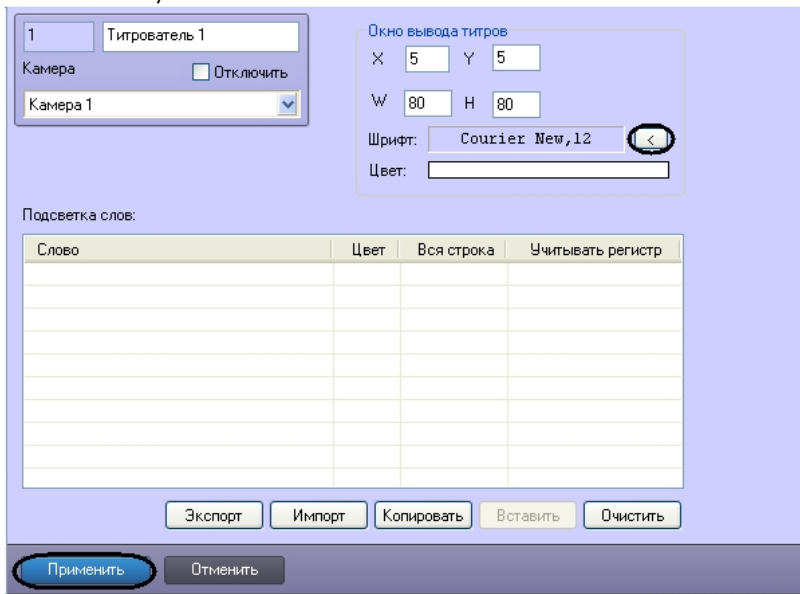 1 Титрователь 1
Камера Отключить
Камера 1
Окно вывода титров
X 5 Y 5
W 80 H 80
Шрифт: Courier New,12 <
Цвет:
Подсветка слов:
Слово Цвет Вся строка Учитывать регистр
Экспорт Импорт Копировать Вставить Очистить
Применить Отменить